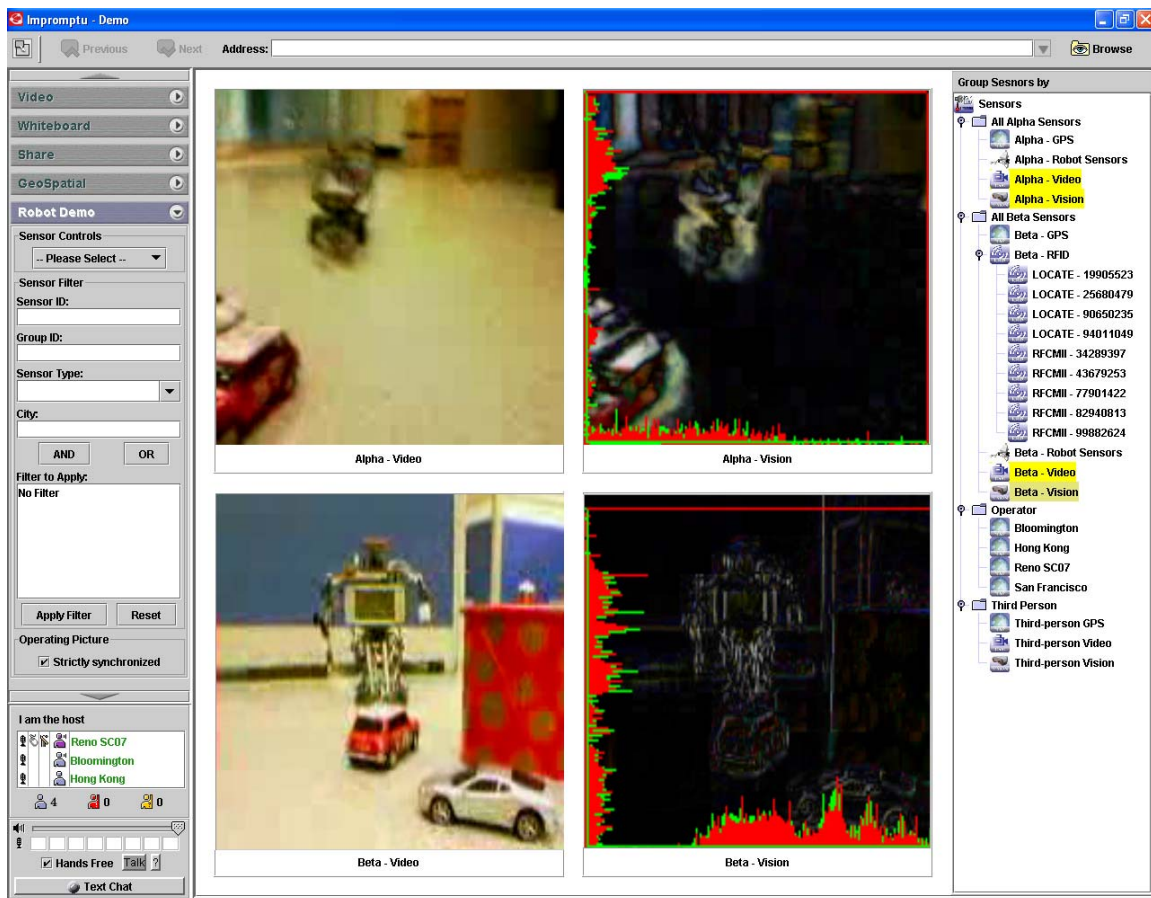 Impromptu - Demo
Previous
Next
Address:
Browse
Video
Whiteboard
Share
GeoSpatial
Robot Demo
Sensor Controls
-- Please Select --
Sensor Filter
Sensor ID:
Group ID:
Sensor Type:
City:
AND
OR
Filter to Apply:
No Filter
Apply Filter
Reset
Operating Picture
Strictly synchronized
I am the host
Reno SC07
Bloomington
Hong Kong
4
0
0
Hands Free
Talk
?
Text Chat
Alpha - Video
Alpha - Vision
Beta - Video
Beta - Vision
Group Sesnors by
Sensors
All Alpha Sensors
Alpha - GPS
Alpha - Robot Sensors
Alpha - Video
Alpha - Vision
All Beta Sensors
Beta - GPS
Beta - RFID
LOCATE - 19905523
LOCATE - 25680479
LOCATE - 90650235
LOCATE - 94011049
RFCMII - 34289397
RFCMII - 43679253
RFCMII - 77901422
RFCMII - 82940813
RFCMII - 99882624
Beta - Robot Sensors
Beta - Video
Beta - Vision
Operator
Bloomington
Hong Kong
Reno SC07
San Francisco
Third Person
Third-person GPS
Third-person Video
Third-person Vision